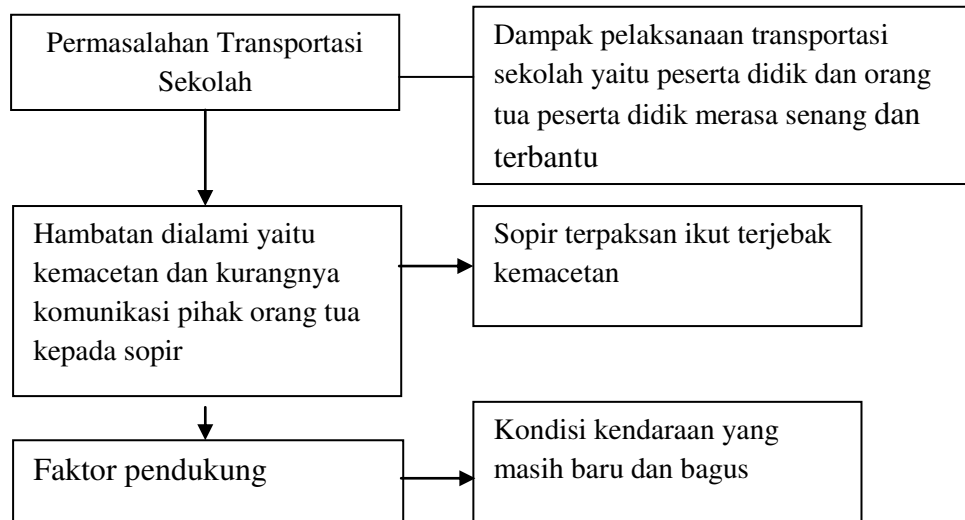 Permasalahan Transportasi
Sekolah
Dampak pelaksanaan transportasi
sekolah yaitu peserta didik dan orang
tua peserta didik merasa senang dan
terbantu
Hambatan dialami yaitu
kemacetan dan kurangnya
komunikasi pihak orang tua
kepada sopir
Sopir terpaksan ikut terjebak
kemacetan
Faktor pendukung
Kondisi kendaraan yang
masih baru dan bagus